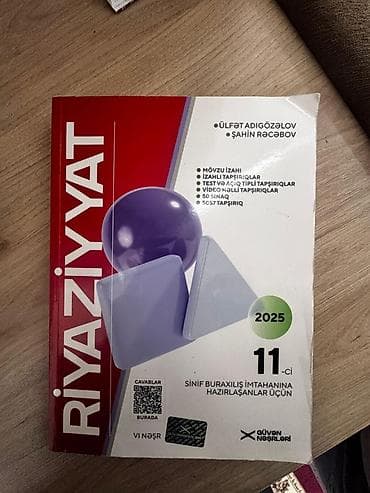 RİYAZİYYAT
• ÜLFƏT ADIGÖZƏLOV
• ŞAHİN RƏCƏBOV
• MÖVZU İZAHI
• İZAHLI TAPŞIRIQLAR
• TEST VƏ AÇIQ TİPLİ TAPŞIRIQLAR
• VİDEO HƏLLİ TAPŞIRIQLAR
• 50 SINAQ
• 5057 TAPŞIRIQ
2025
11-ci
SİNİF BURAXILIŞ İMTAHANINA
HAZIRLAŞANLAR ÜÇÜN
CAVABLAR
BURADA
VI NƏŞR
GÜVƏN
NƏŞRLƏRİ